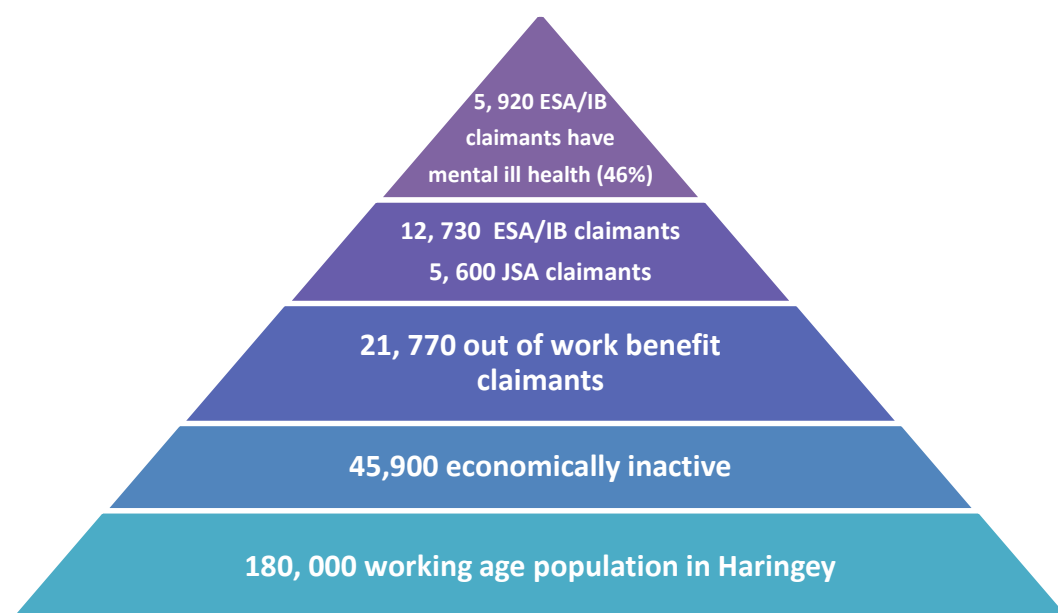 5, 920 ESA/IB
claimants have
mental ill health (46%)
12, 730  ESA/IB claimants
5, 600 JSA claimants
21, 770 out of work benefit
claimants
45,900 economically inactive
180, 000 working age population in Haringey